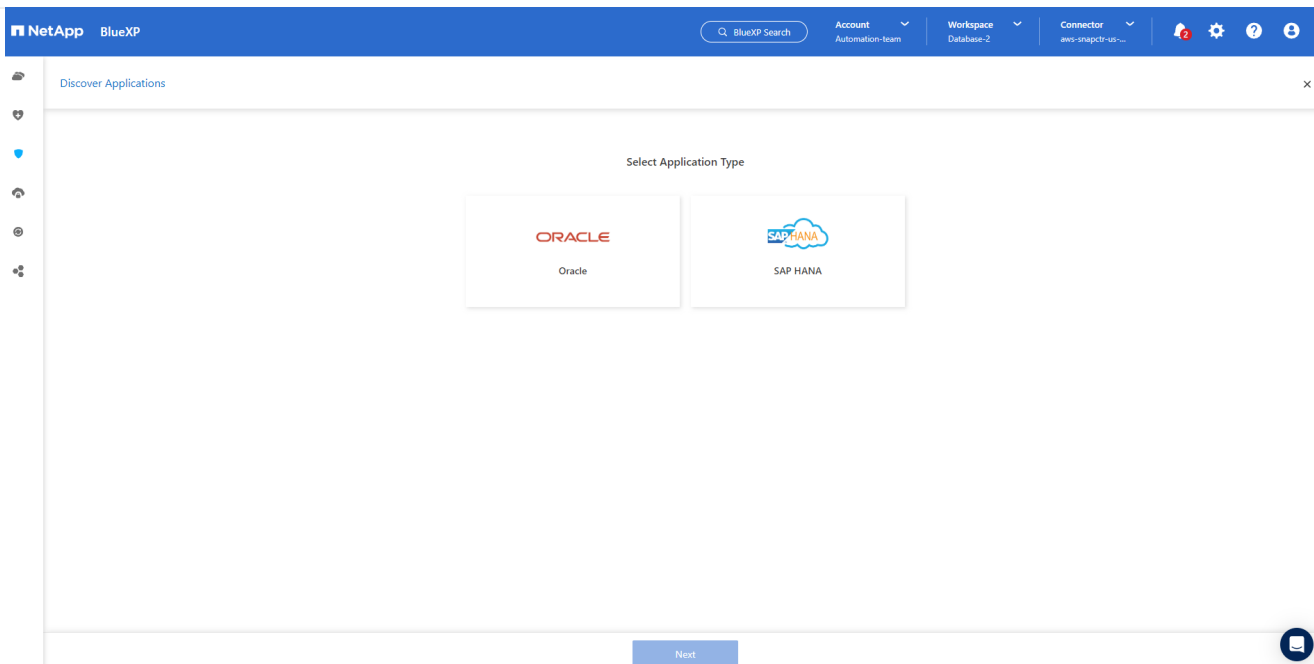 NetApp BlueXP
BlueXP Search
Account
Automation-team
Workspace
Database-2
Connector
aws-snapctr-us-...
2
Discover Applications
Select Application Type
ORACLE
Oracle
SAP HANA
SAP HANA
Next